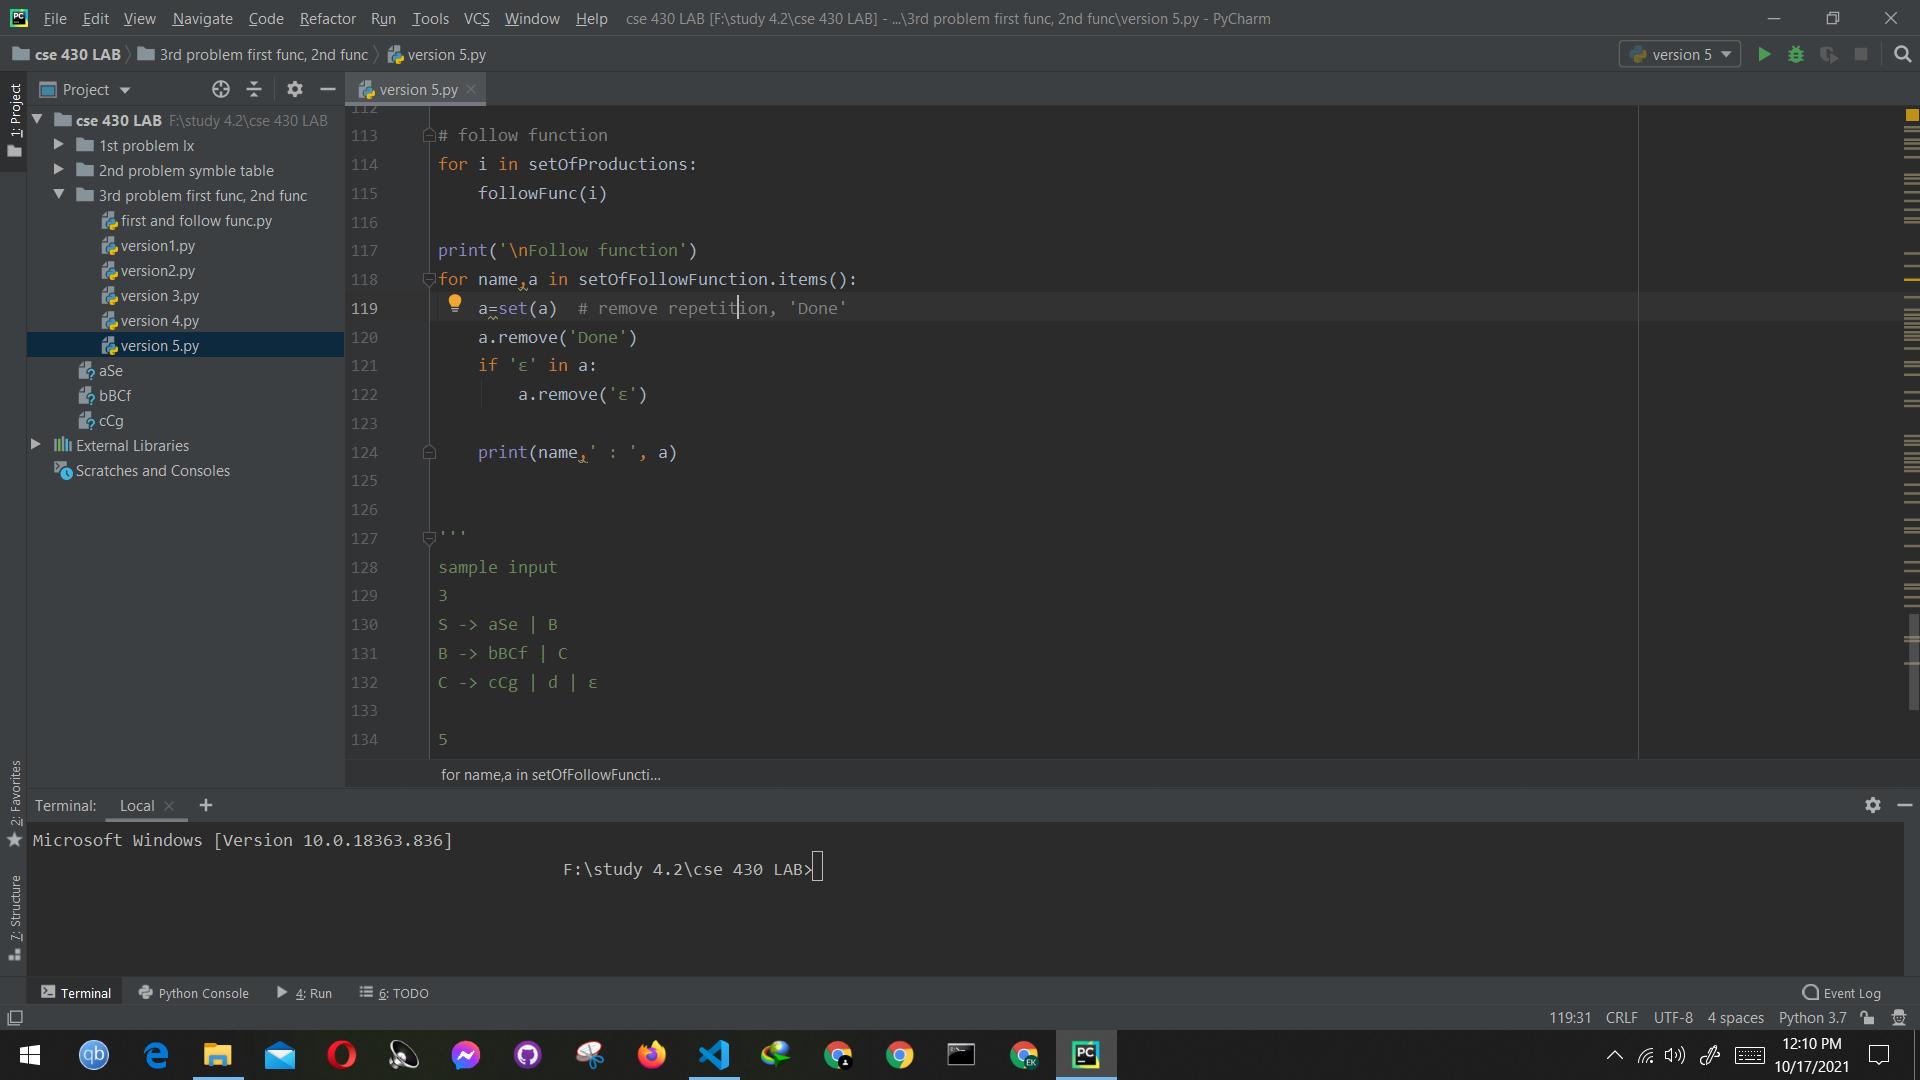 File Edit View Navigate Code Refactor Run Tools VCS Window Help cse 430 LAB [F:\study 4.2\cse 430 LAB] - ...\3rd problem first func, 2nd func\version 5.py - PyCharm
cse 430 LAB 3rd problem first func, 2nd func version 5.py version 5
Project
version 5.py
1: Project
cse 430 LAB F:\study 4.2\cse 430 LAB
1st problem lx
2nd problem symble table
3rd problem first func, 2nd func
first and follow func.py
version1.py
version2.py
version 3.py
version 4.py
version 5.py
aSe
bBCf
cCg
External Libraries
Scratches and Consoles
112
113 # follow function
114 for i in setOfProductions:
115 followFunc(i)
116
117 print('\nFollow function')
118 for name,a in setOfFollowFunction.items():
119 a=set(a) # remove repetition, 'Done'
120 a.remove('Done')
121 if 'ε' in a:
122 a.remove('ε')
123
124 print(name,' : ', a)
125
126
127 '''
128 sample input
129 3
130 S -> aSe | B
131 B -> bBCf | C
132 C -> cCg | d | ε
133
134 5
for name,a in setOfFollowFuncti...
2: Favorites
7: Structure
Terminal: Local +
Microsoft Windows [Version 10.0.18363.836]
F:\study 4.2\cse 430 LAB>
Terminal Python Console 4: Run 6: TODO Event Log
119:31 CRLF UTF-8 4 spaces Python 3.7
qb EK PC 12:10 PM
10/17/2021